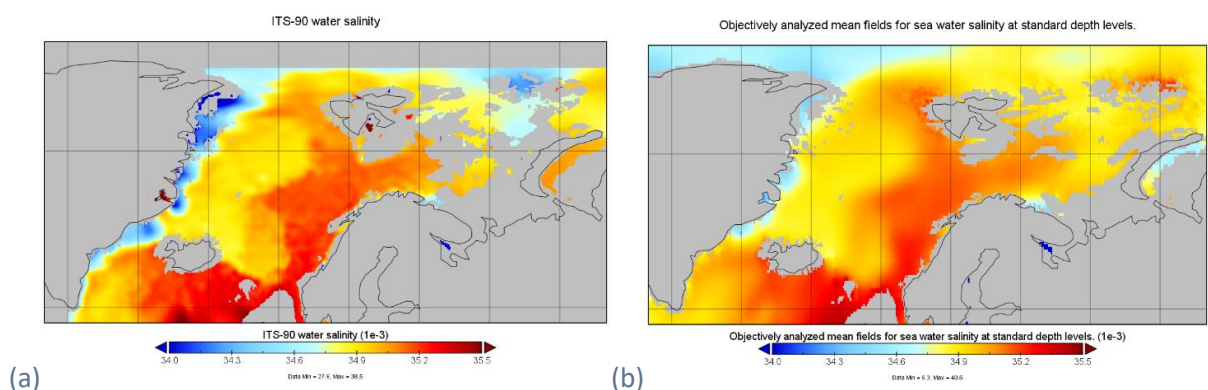 ITS-90 water salinity
ITS-90 water salinity (1e-3)
34.0 34.3 34.6 34.9 35.2 35.5
Data Min = 27.6, Max = 38.5
(a)
Objectively analyzed mean fields for sea water salinity at standard depth levels.
Objectively analyzed mean fields for sea water salinity at standard depth levels. (1e-3)
34.0 34.3 34.6 34.9 35.2 35.5
Data Min = 6.3, Max = 40.6
(b)